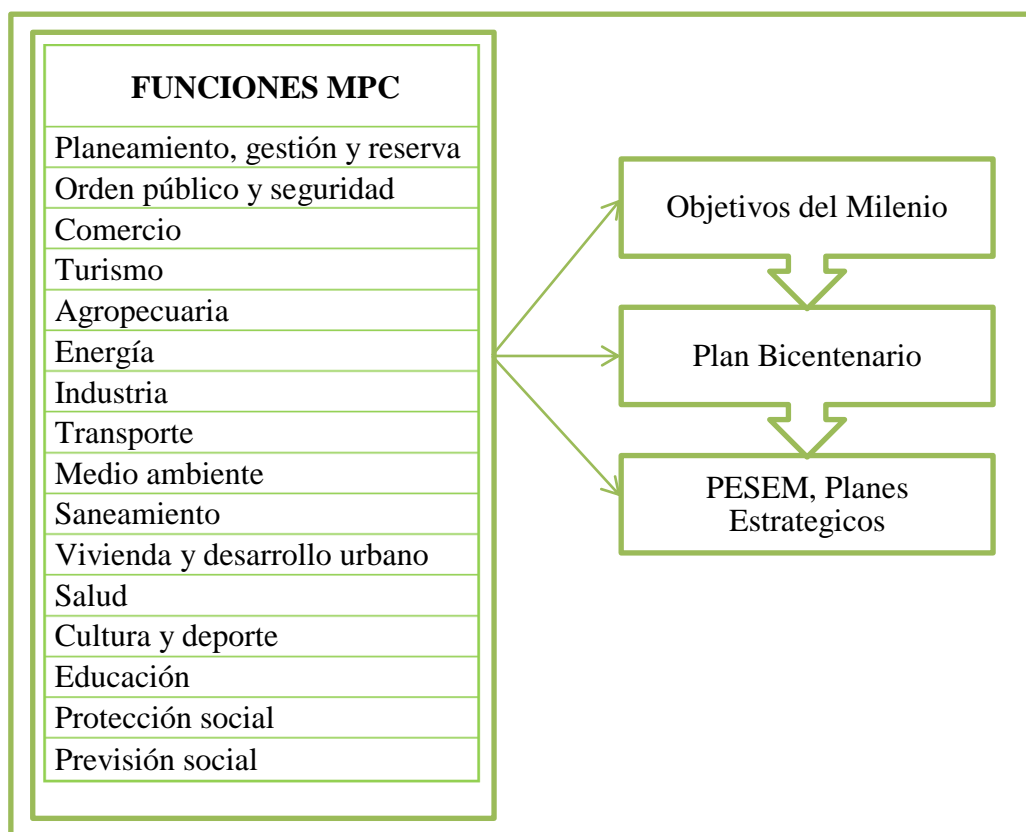 FUNCIONES MPC
Planeamiento, gestión y reserva
Orden público y seguridad
Comercio
Turismo
Agropecuaria
Energía
Industria
Transporte
Medio ambiente
Saneamiento
Vivienda y desarrollo urbano
Salud
Cultura y deporte
Educación
Protección social
Previsión social
Objetivos del Milenio
Plan Bicentenario
PESEM, Planes
Estrategicos